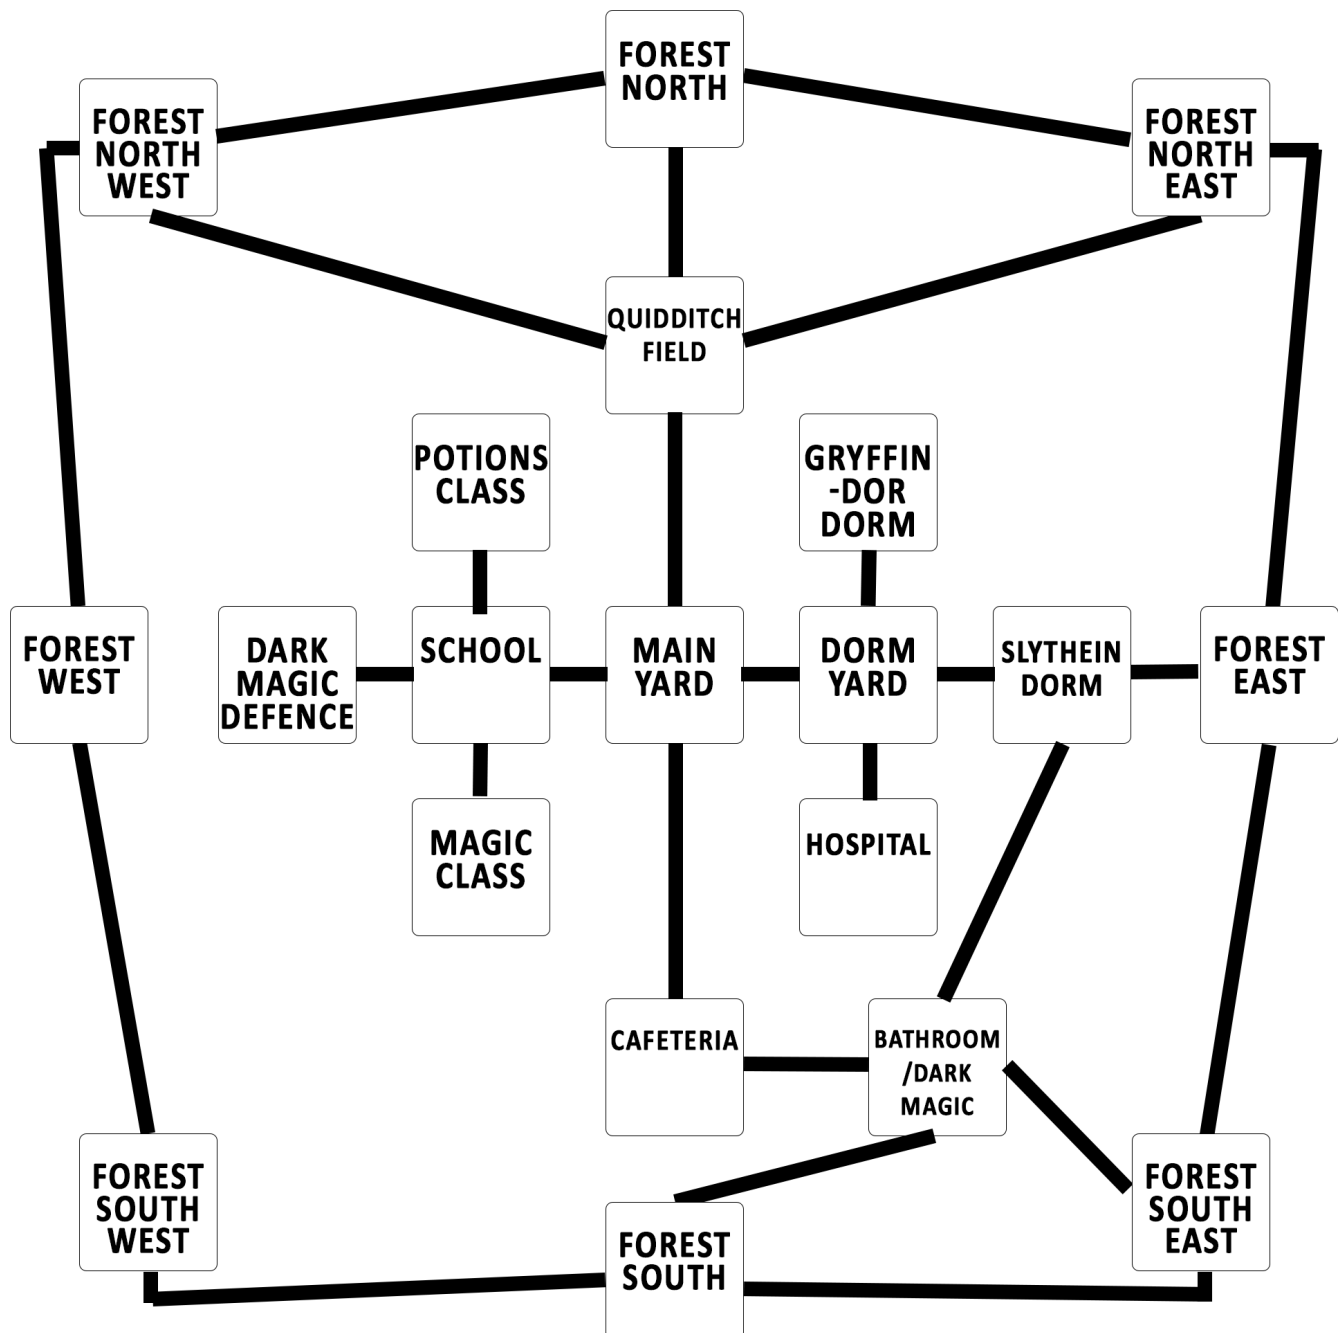 FOREST
NORTH
FOREST
NORTH
WEST
FOREST
NORTH
EAST
QUIDDITCH
FIELD
POTIONS
CLASS
GRYFFIN
-DOR
DORM
FOREST
WEST
DARK
MAGIC
DEFENCE
SCHOOL
MAIN
YARD
DORM
YARD
SLYTHEIN
DORM
FOREST
EAST
MAGIC
CLASS
HOSPITAL
CAFETERIA
BATHROOM
/DARK
MAGIC
FOREST
SOUTH
WEST
FOREST
SOUTH
FOREST
SOUTH
EAST